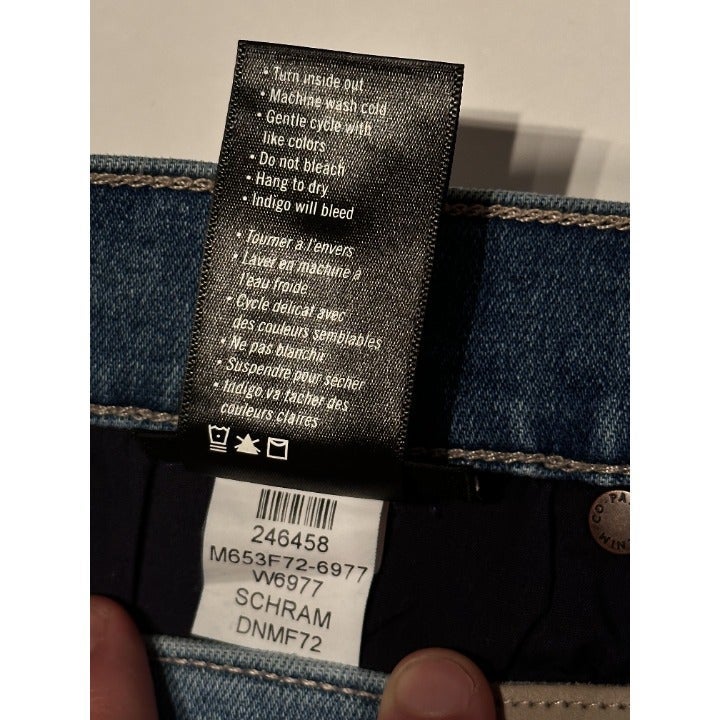 • Turn inside out
• Machine wash cold
• Gentle cycle with
like colors
• Do not bleach
• Hang to dry
• Indigo will bleed
• Tourner à l'envers
• Laver en machine à
l'eau froide
• Cycle délicat avec
des couleurs semblables
• Ne pas blanchir
• Suspendre pour sécher
• Indigo va tacher des
couleurs claires
246458
M653F72-6977
W6977
SCHRAM
DNMF72
CO·PA